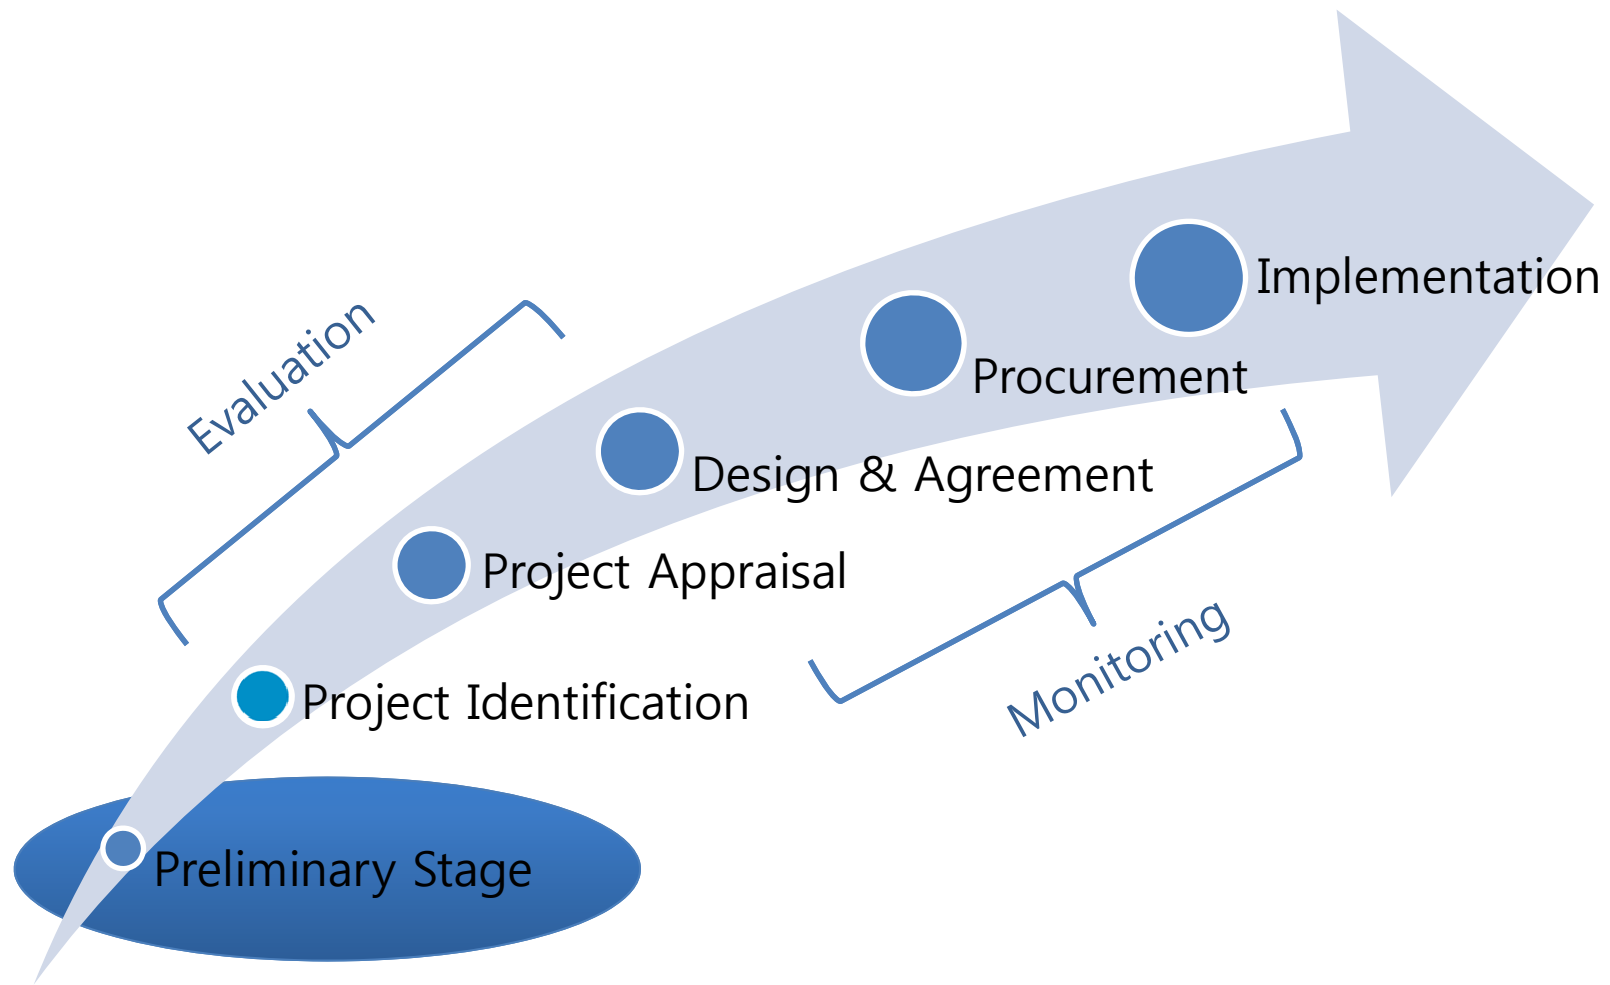 Implementation
Evaluation
Procurement
Design & Agreement
Project Appraisal
Monitoring
Project Identification
Preliminary Stage